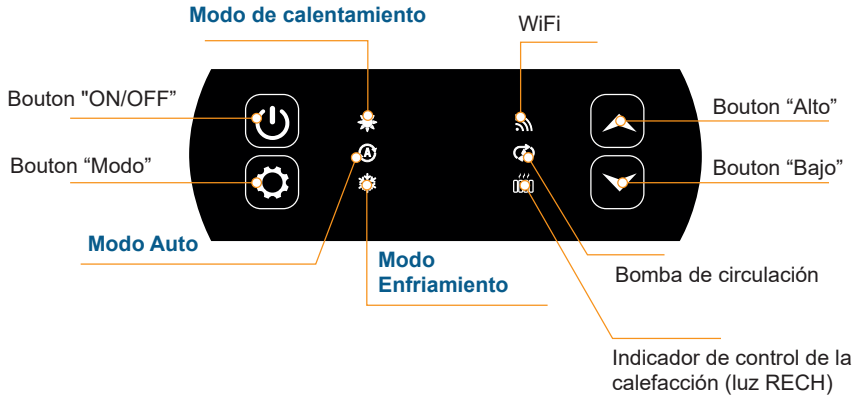 Modo de calentamiento
WiFi
Bouton "ON/OFF”
Bouton “Alto”
Bouton “Modo”
Bouton “Bajo”
A
Modo Auto
Modo
Enfriamiento
Bomba de circulación
Indicador de control de la
calefacción (luz RECH)